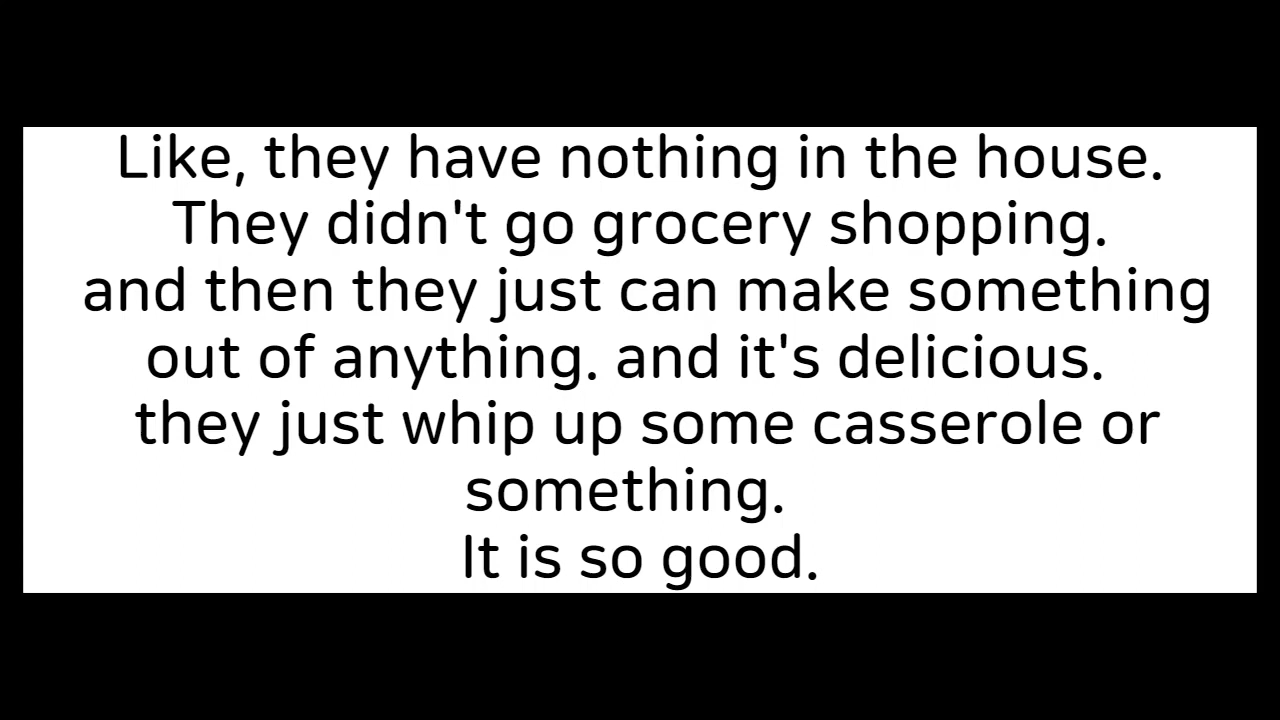 Like, they have nothing in the house.
They didn't go grocery shopping.
and then they just can make something
out of anything. and it's delicious.
they just whip up some casserole or
something.
It is so good.